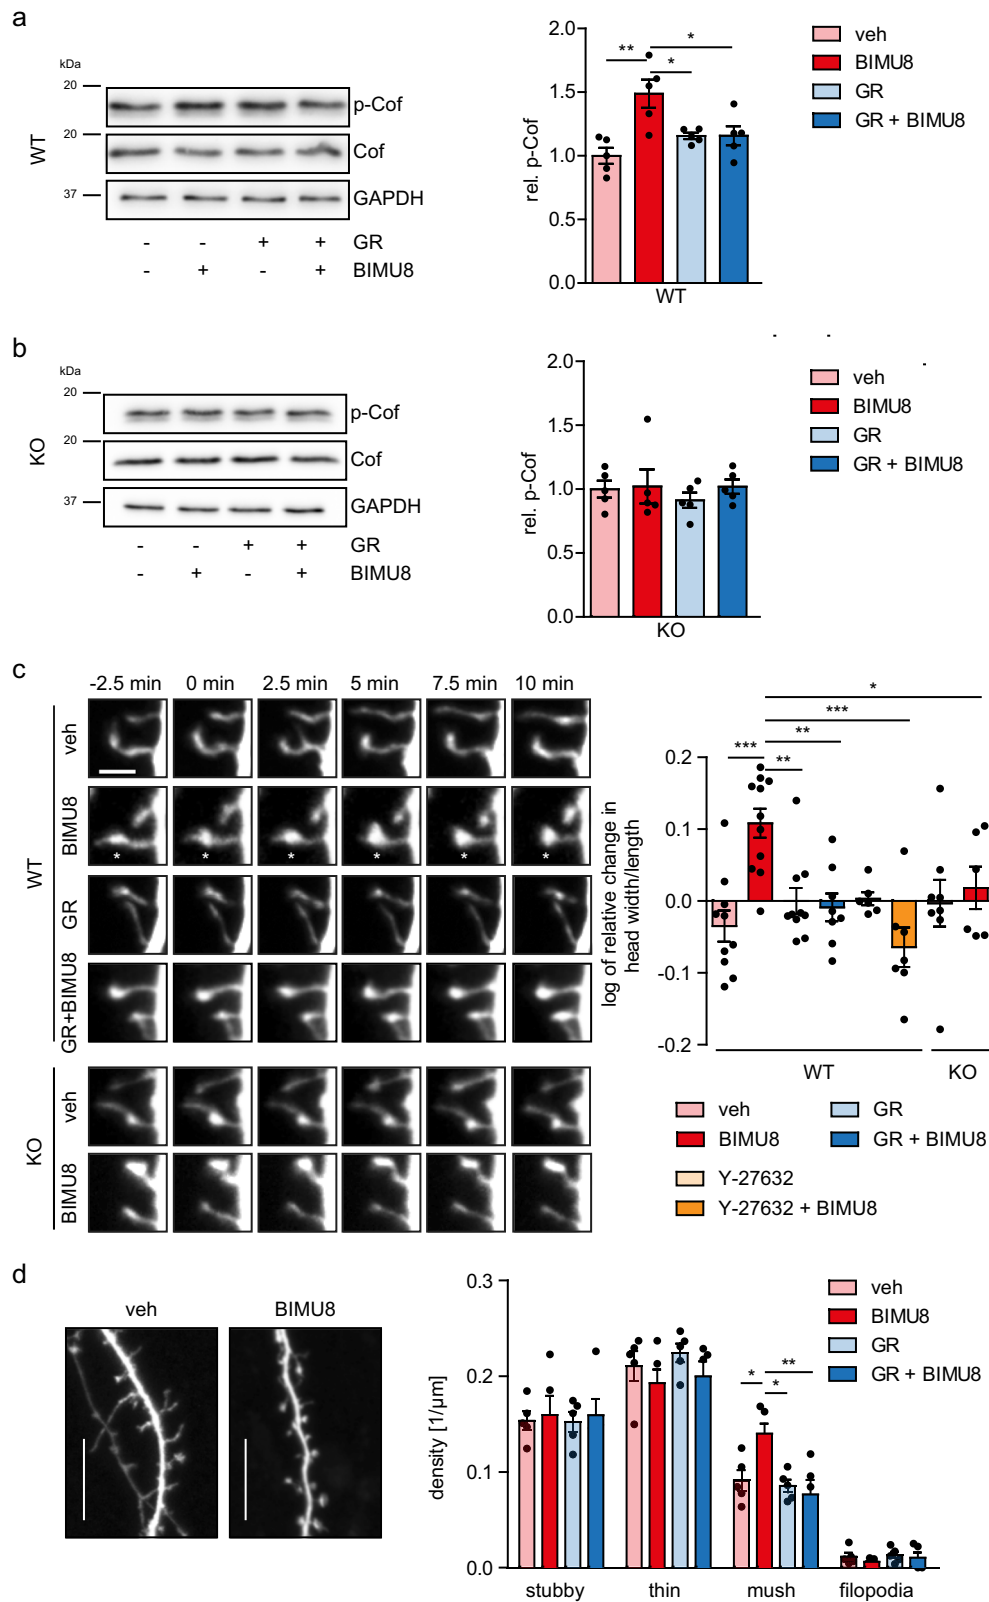 a
kDa
20
p-Cof
20
WT
Cof
37
GAPDH
- - + + GR
- + - + BIMU8
2.0
1.5
1.0
0.5
0.0
rel. p-Cof
** * *
WT
veh
BIMU8
GR
GR + BIMU8
b
kDa
20
p-Cof
20
KO
Cof
37
GAPDH
- - + + GR
- + - + BIMU8
2.0
1.5
1.0
0.5
0.0
rel. p-Cof
KO
veh
BIMU8
GR
GR + BIMU8
c
-2.5 min 0 min 2.5 min 5 min 7.5 min 10 min
WT
veh
BIMU8
* * * * * *
GR
GR+BIMU8
KO
veh
BIMU8
*
***
**
*** **
0.2
0.1
0.0
-0.1
-0.2
log of relative change in
head width/length
WT KO
veh GR
BIMU8 GR + BIMU8
Y-27632
Y-27632 + BIMU8
d
veh BIMU8
0.3
0.2
0.1
0.0
density [1/µm]
**
* *
stubby thin mush filopodia
veh
BIMU8
GR
GR + BIMU8